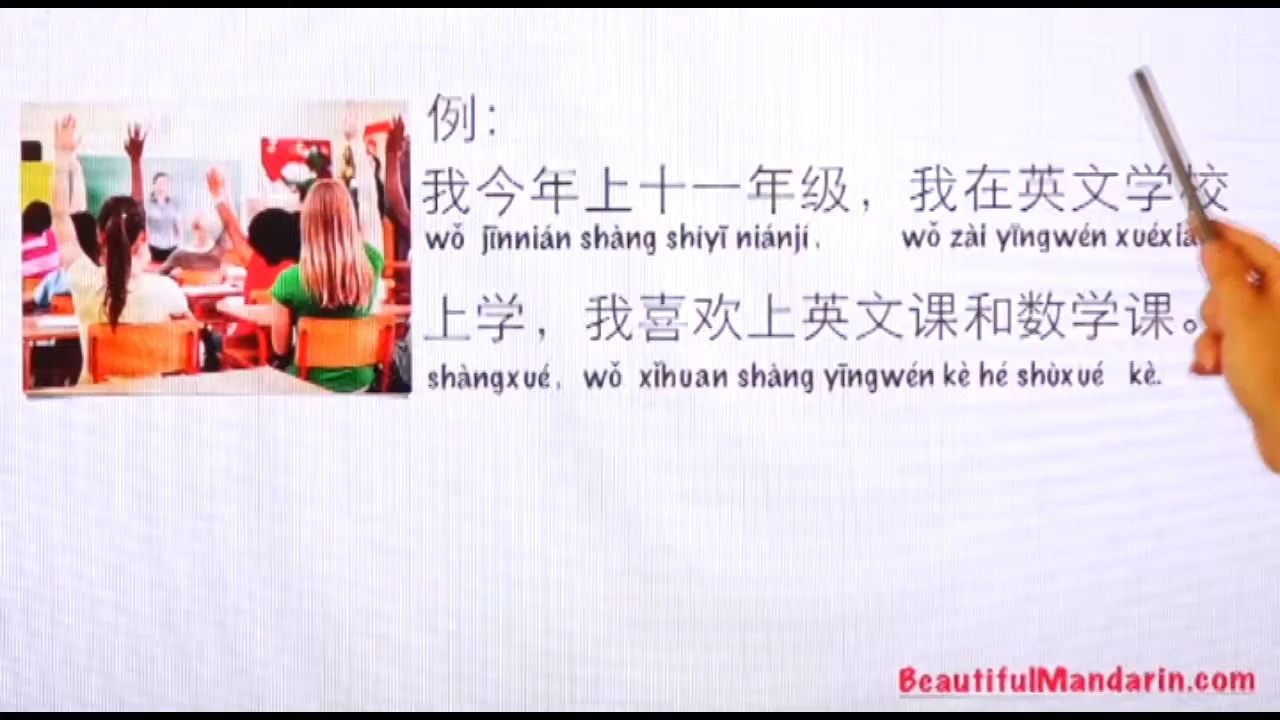 例：
我今年上十一年级，我在英文学校
wǒ jīnnián shàng shíyī niánjí, wǒ zài yīngwén
上学，我喜欢上英文课和数学课。
shàngxué, wǒ xǐhuan shàng yīngwén kè hé shùxué kè.
BeautifulMandarin.com